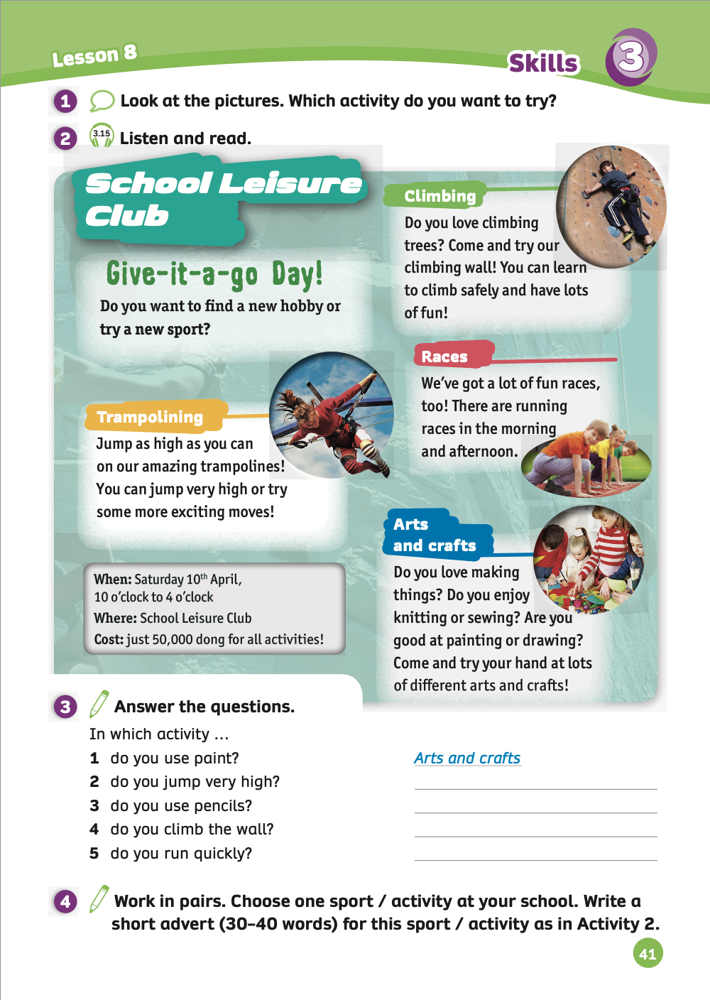 Lesson 8
Skills
3
1 Look at the pictures. Which activity do you want to try?
2 3.15 Listen and read.
School Leisure
Club
Give-it-a-go Day!
Do you want to find a new hobby or
try a new sport?
Trampolining
Jump as high as you can
on our amazing trampolines!
You can jump very high or try
some more exciting moves!
When: Saturday 10th April,
10 o'clock to 4 o'clock
Where: School Leisure Club
Cost: just 50,000 dong for all activities!
Climbing
Do you love climbing
trees? Come and try our
climbing wall! You can learn
to climb safely and have lots
of fun!
Races
We've got a lot of fun races,
too! There are running
races in the morning
and afternoon.
Arts
and crafts
Do you love making
things? Do you enjoy
knitting or sewing? Are you
good at painting or drawing?
Come and try your hand at lots
of different arts and crafts!
3 Answer the questions.
In which activity ...
1 do you use paint? Arts and crafts
2 do you jump very high?
3 do you use pencils?
4 do you climb the wall?
5 do you run quickly?
4 Work in pairs. Choose one sport / activity at your school. Write a
short advert (30–40 words) for this sport / activity as in Activity 2.
41